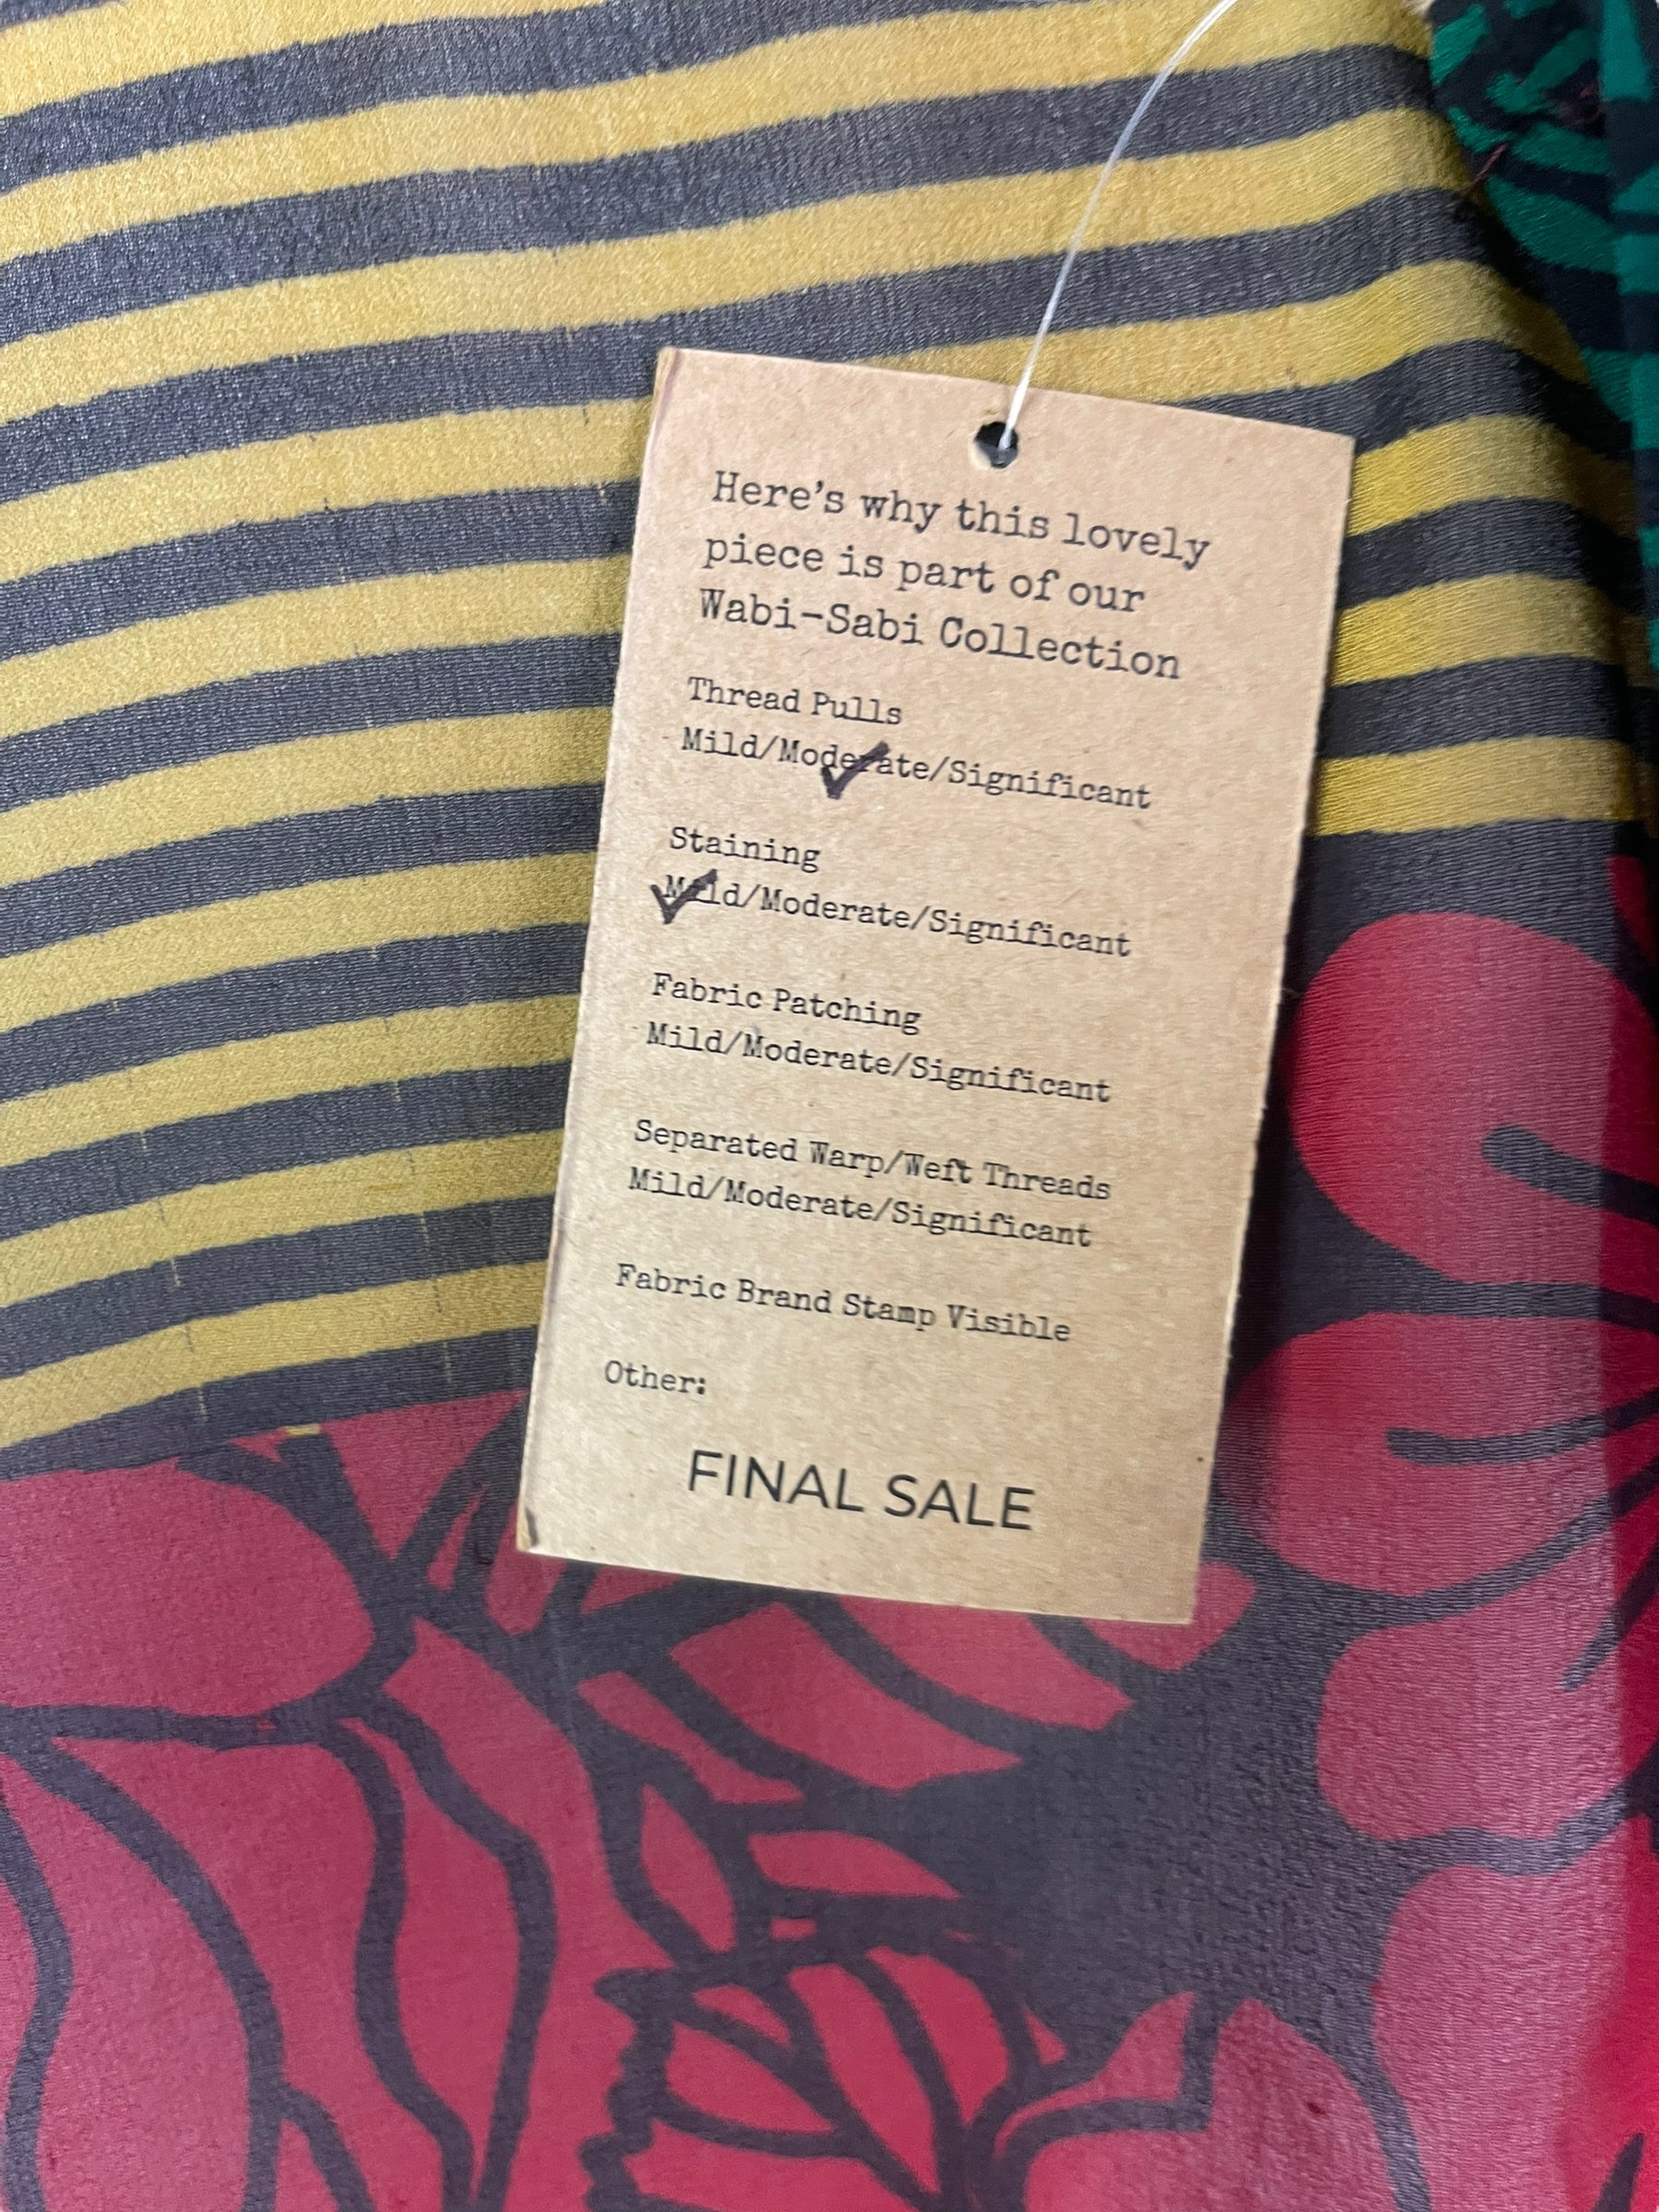 Here's why this lovely
piece is part of our
Wabi-Sabi Collection
Thread Pulls
Mild/Moderate/Significant
Staining
Mild/Moderate/Significant
Fabric Patching
Mild/Moderate/Significant
Separated Warp/Weft Threads
Mild/Moderate/Significant
Fabric Brand Stamp Visible
Other:
FINAL SALE